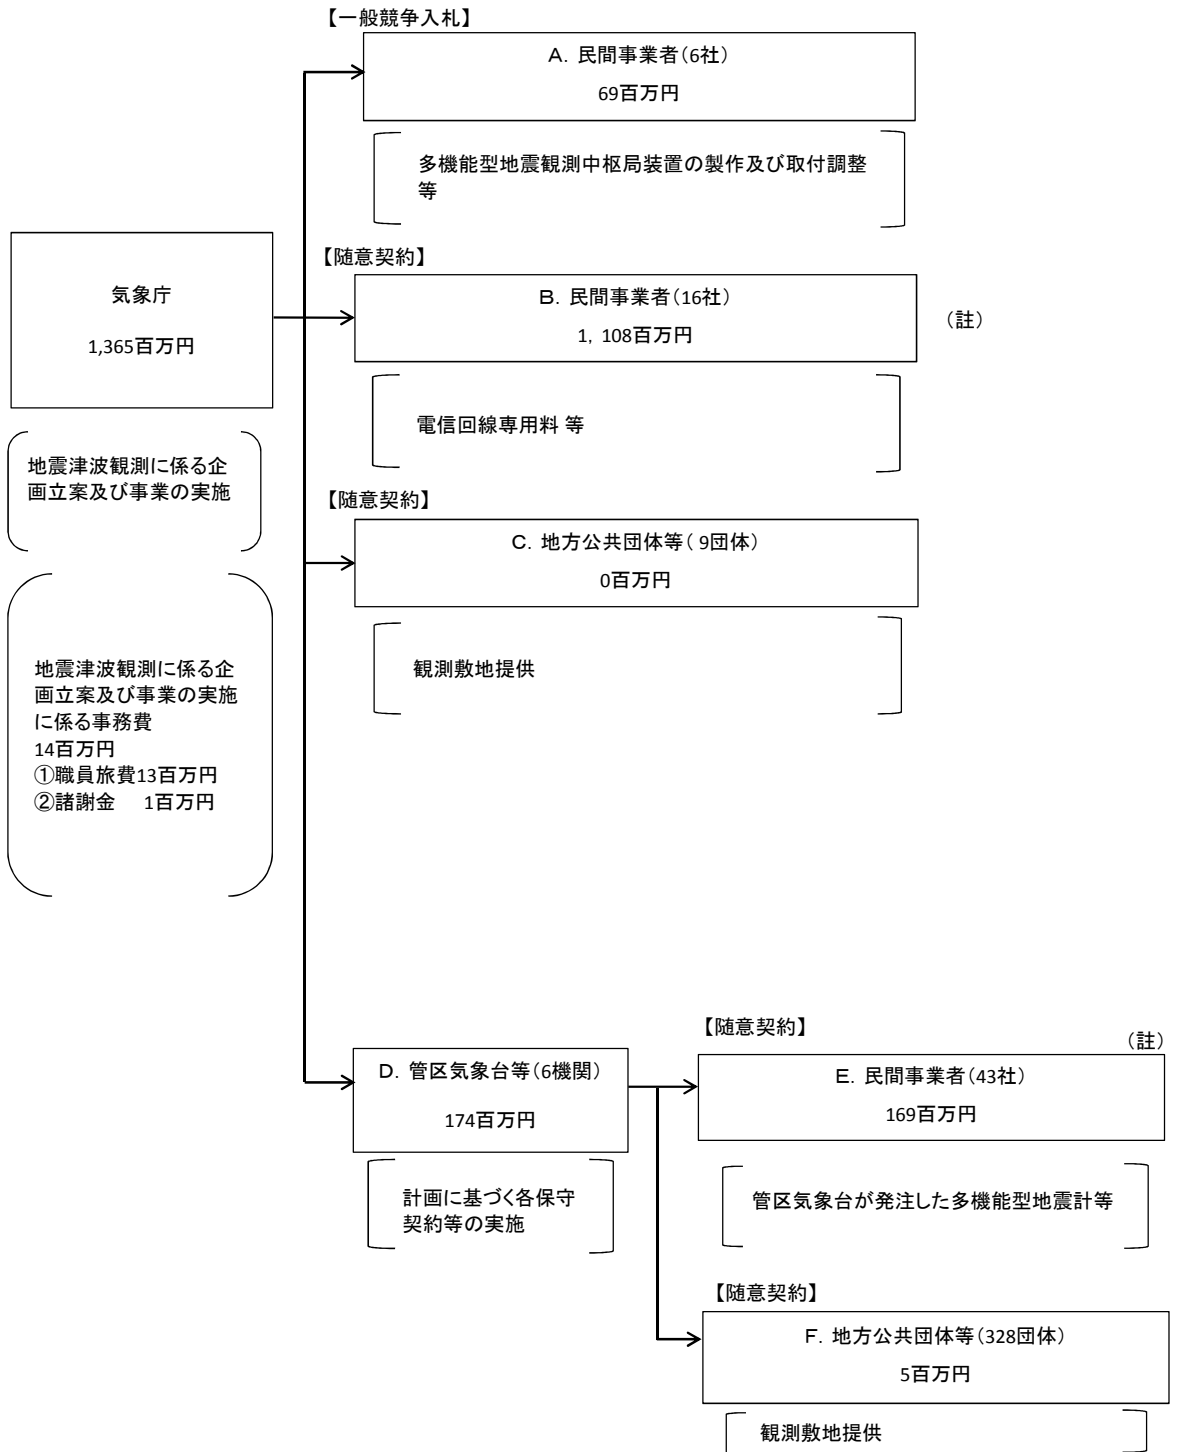 【一般競争入札】
A．民間事業者（6社）
69百万円
多機能型地震観測中枢局装置の製作及び取付調整
等
気象庁
1,365百万円
地震津波観測に係る企
画立案及び事業の実施
地震津波観測に係る企
画立案及び事業の実施
に係る事務費
14百万円
①職員旅費13百万円
②諸謝金　1百万円
【随意契約】
B．民間事業者（16社）
1，108百万円
（註）
電信回線専用料 等
【随意契約】
C．地方公共団体等（ 9団体）
0百万円
観測敷地提供
D．管区気象台等（6機関）
174百万円
計画に基づく各保守
契約等の実施
【随意契約】
（註）
E．民間事業者（43社）
169百万円
管区気象台が発注した多機能型地震計等
【随意契約】
F．地方公共団体等（328団体）
5百万円
観測敷地提供